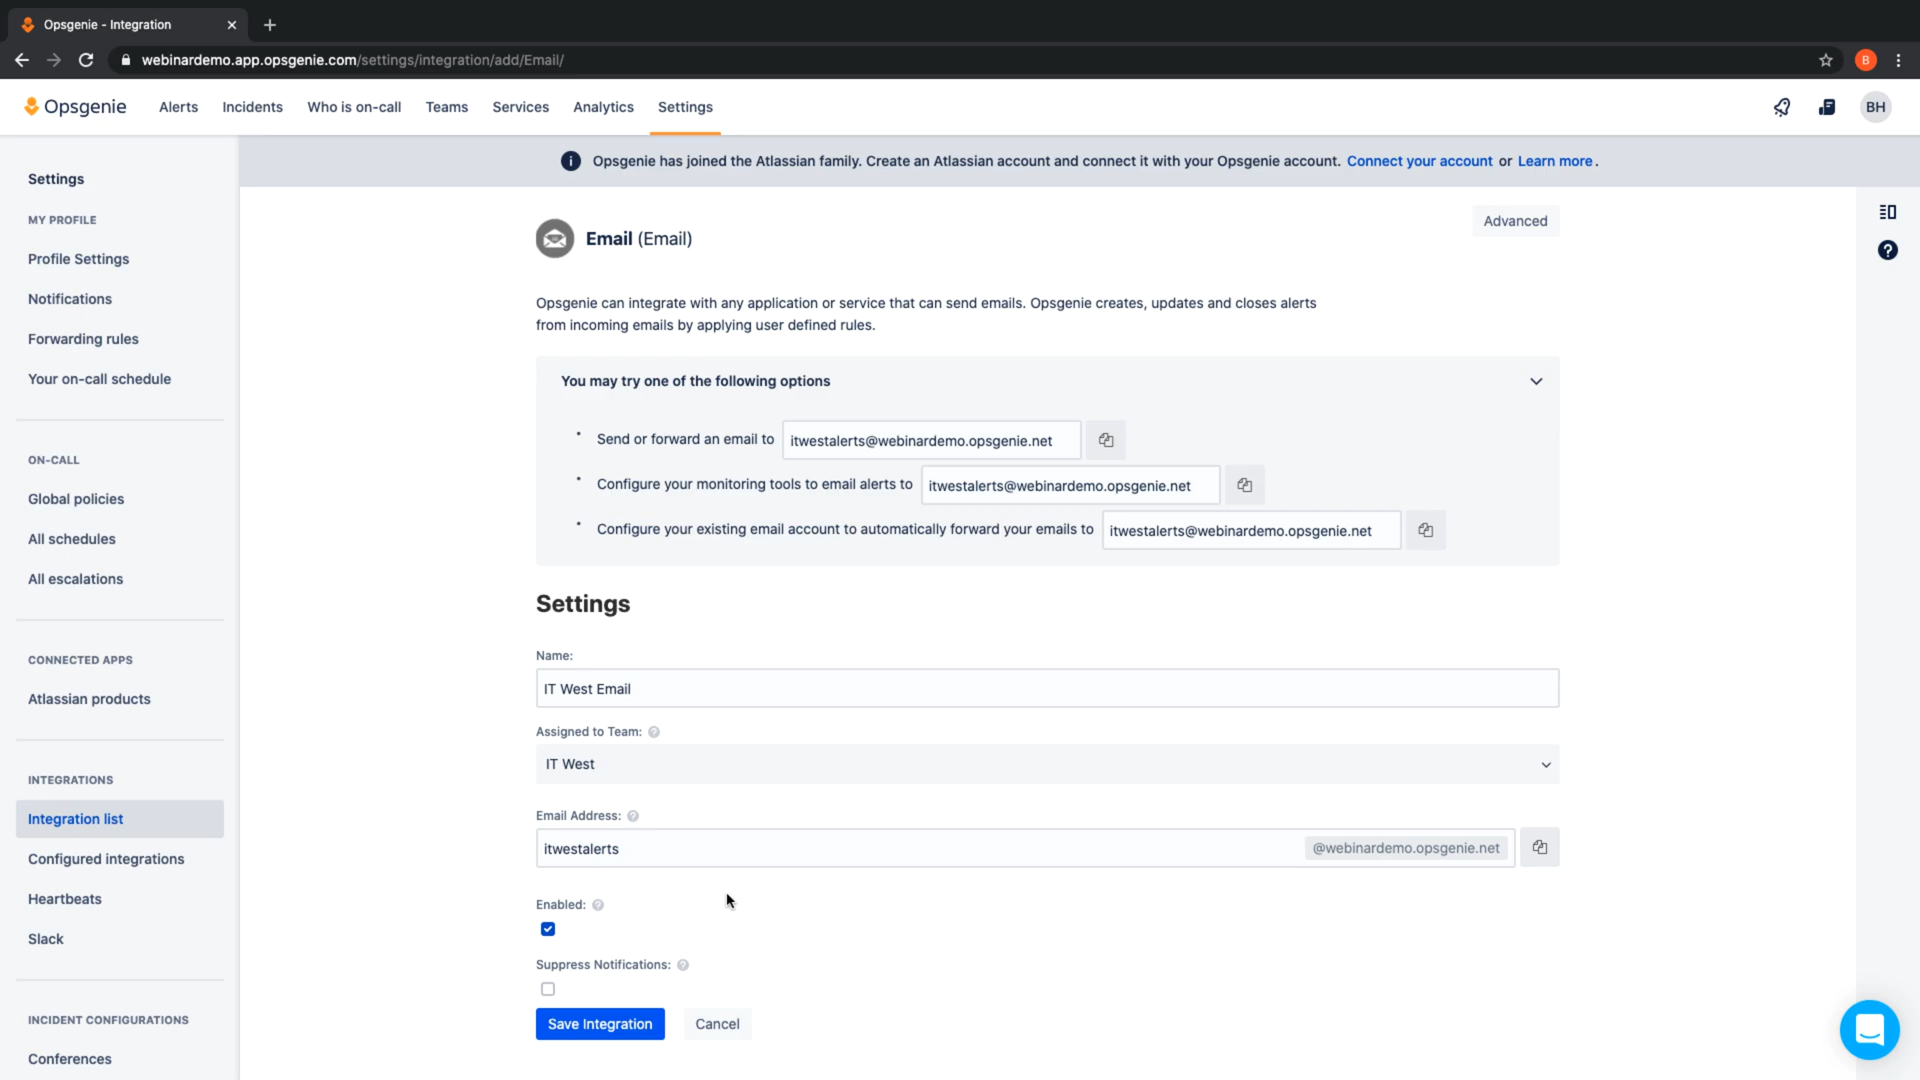 Opsgenie - Integration
webinardemo.app.opsgenie.com/settings/integration/add/Email/
B
Opsgenie Alerts Incidents Who is on-call Teams Services Analytics Settings BH
Opsgenie has joined the Atlassian family. Create an Atlassian account and connect it with your Opsgenie account. Connect your account or Learn more.
Settings
MY PROFILE
Profile Settings
Notifications
Forwarding rules
Your on-call schedule
ON-CALL
Global policies
All schedules
All escalations
CONNECTED APPS
Atlassian products
INTEGRATIONS
Integration list
Configured integrations
Heartbeats
Slack
INCIDENT CONFIGURATIONS
Conferences
Email (Email)
Advanced
Opsgenie can integrate with any application or service that can send emails. Opsgenie creates, updates and closes alerts
from incoming emails by applying user defined rules.
You may try one of the following options
• Send or forward an email to itwestalerts@webinardemo.opsgenie.net
• Configure your monitoring tools to email alerts to itwestalerts@webinardemo.opsgenie.net
• Configure your existing email account to automatically forward your emails to itwestalerts@webinardemo.opsgenie.net
Settings
Name:
IT West Email
Assigned to Team: ?
IT West
Email Address: ?
itwestalerts @webinardemo.opsgenie.net
Enabled: ?
Suppress Notifications: ?
Save Integration Cancel